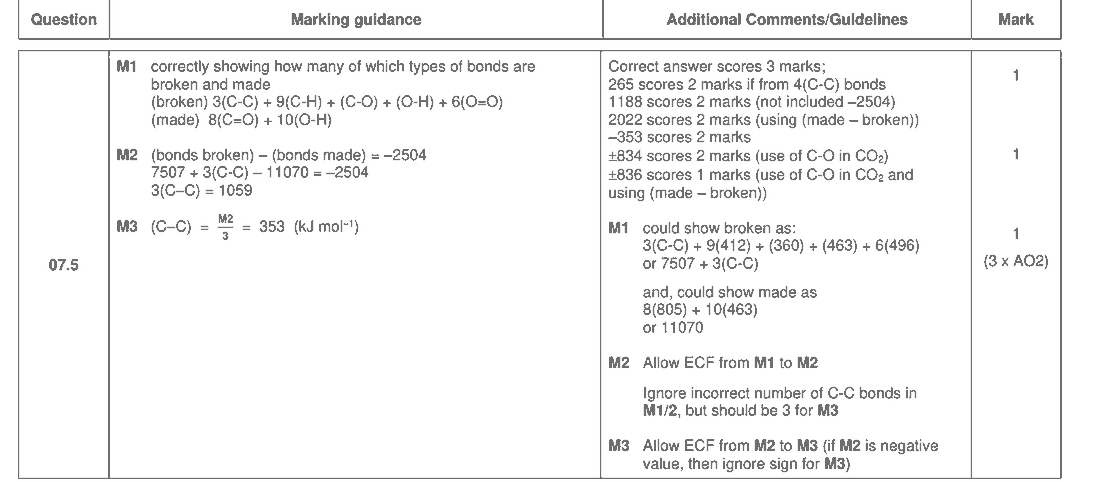 Question Marking guidance Additional Comments/Guidelines Mark
M1 correctly showing how many of which types of bonds are
broken and made
(broken) 3(C-C) + 9(C-H) + (C-O) + (O-H) + 6(O=O)
(made) 8(C=O) + 10(O-H)
M2 (bonds broken) – (bonds made) = –2504
7507 + 3(C-C) – 11070 = –2504
3(C–C) = 1059
M3 (C–C) = M2/3 = 353 (kJ mol⁻¹)
07.5
Correct answer scores 3 marks;
265 scores 2 marks if from 4(C-C) bonds
1188 scores 2 marks (not included –2504)
2022 scores 2 marks (using (made – broken))
–353 scores 2 marks
±834 scores 2 marks (use of C-O in CO₂)
±836 scores 1 marks (use of C-O in CO₂ and
using (made – broken))
M1 could show broken as:
3(C-C) + 9(412) + (360) + (463) + 6(496)
or 7507 + 3(C-C)
and, could show made as
8(805) + 10(463)
or 11070
M2 Allow ECF from M1 to M2
Ignore incorrect number of C-C bonds in
M1/2, but should be 3 for M3
M3 Allow ECF from M2 to M3 (if M2 is negative
value, then ignore sign for M3)
1
1
1
(3 x AO2)